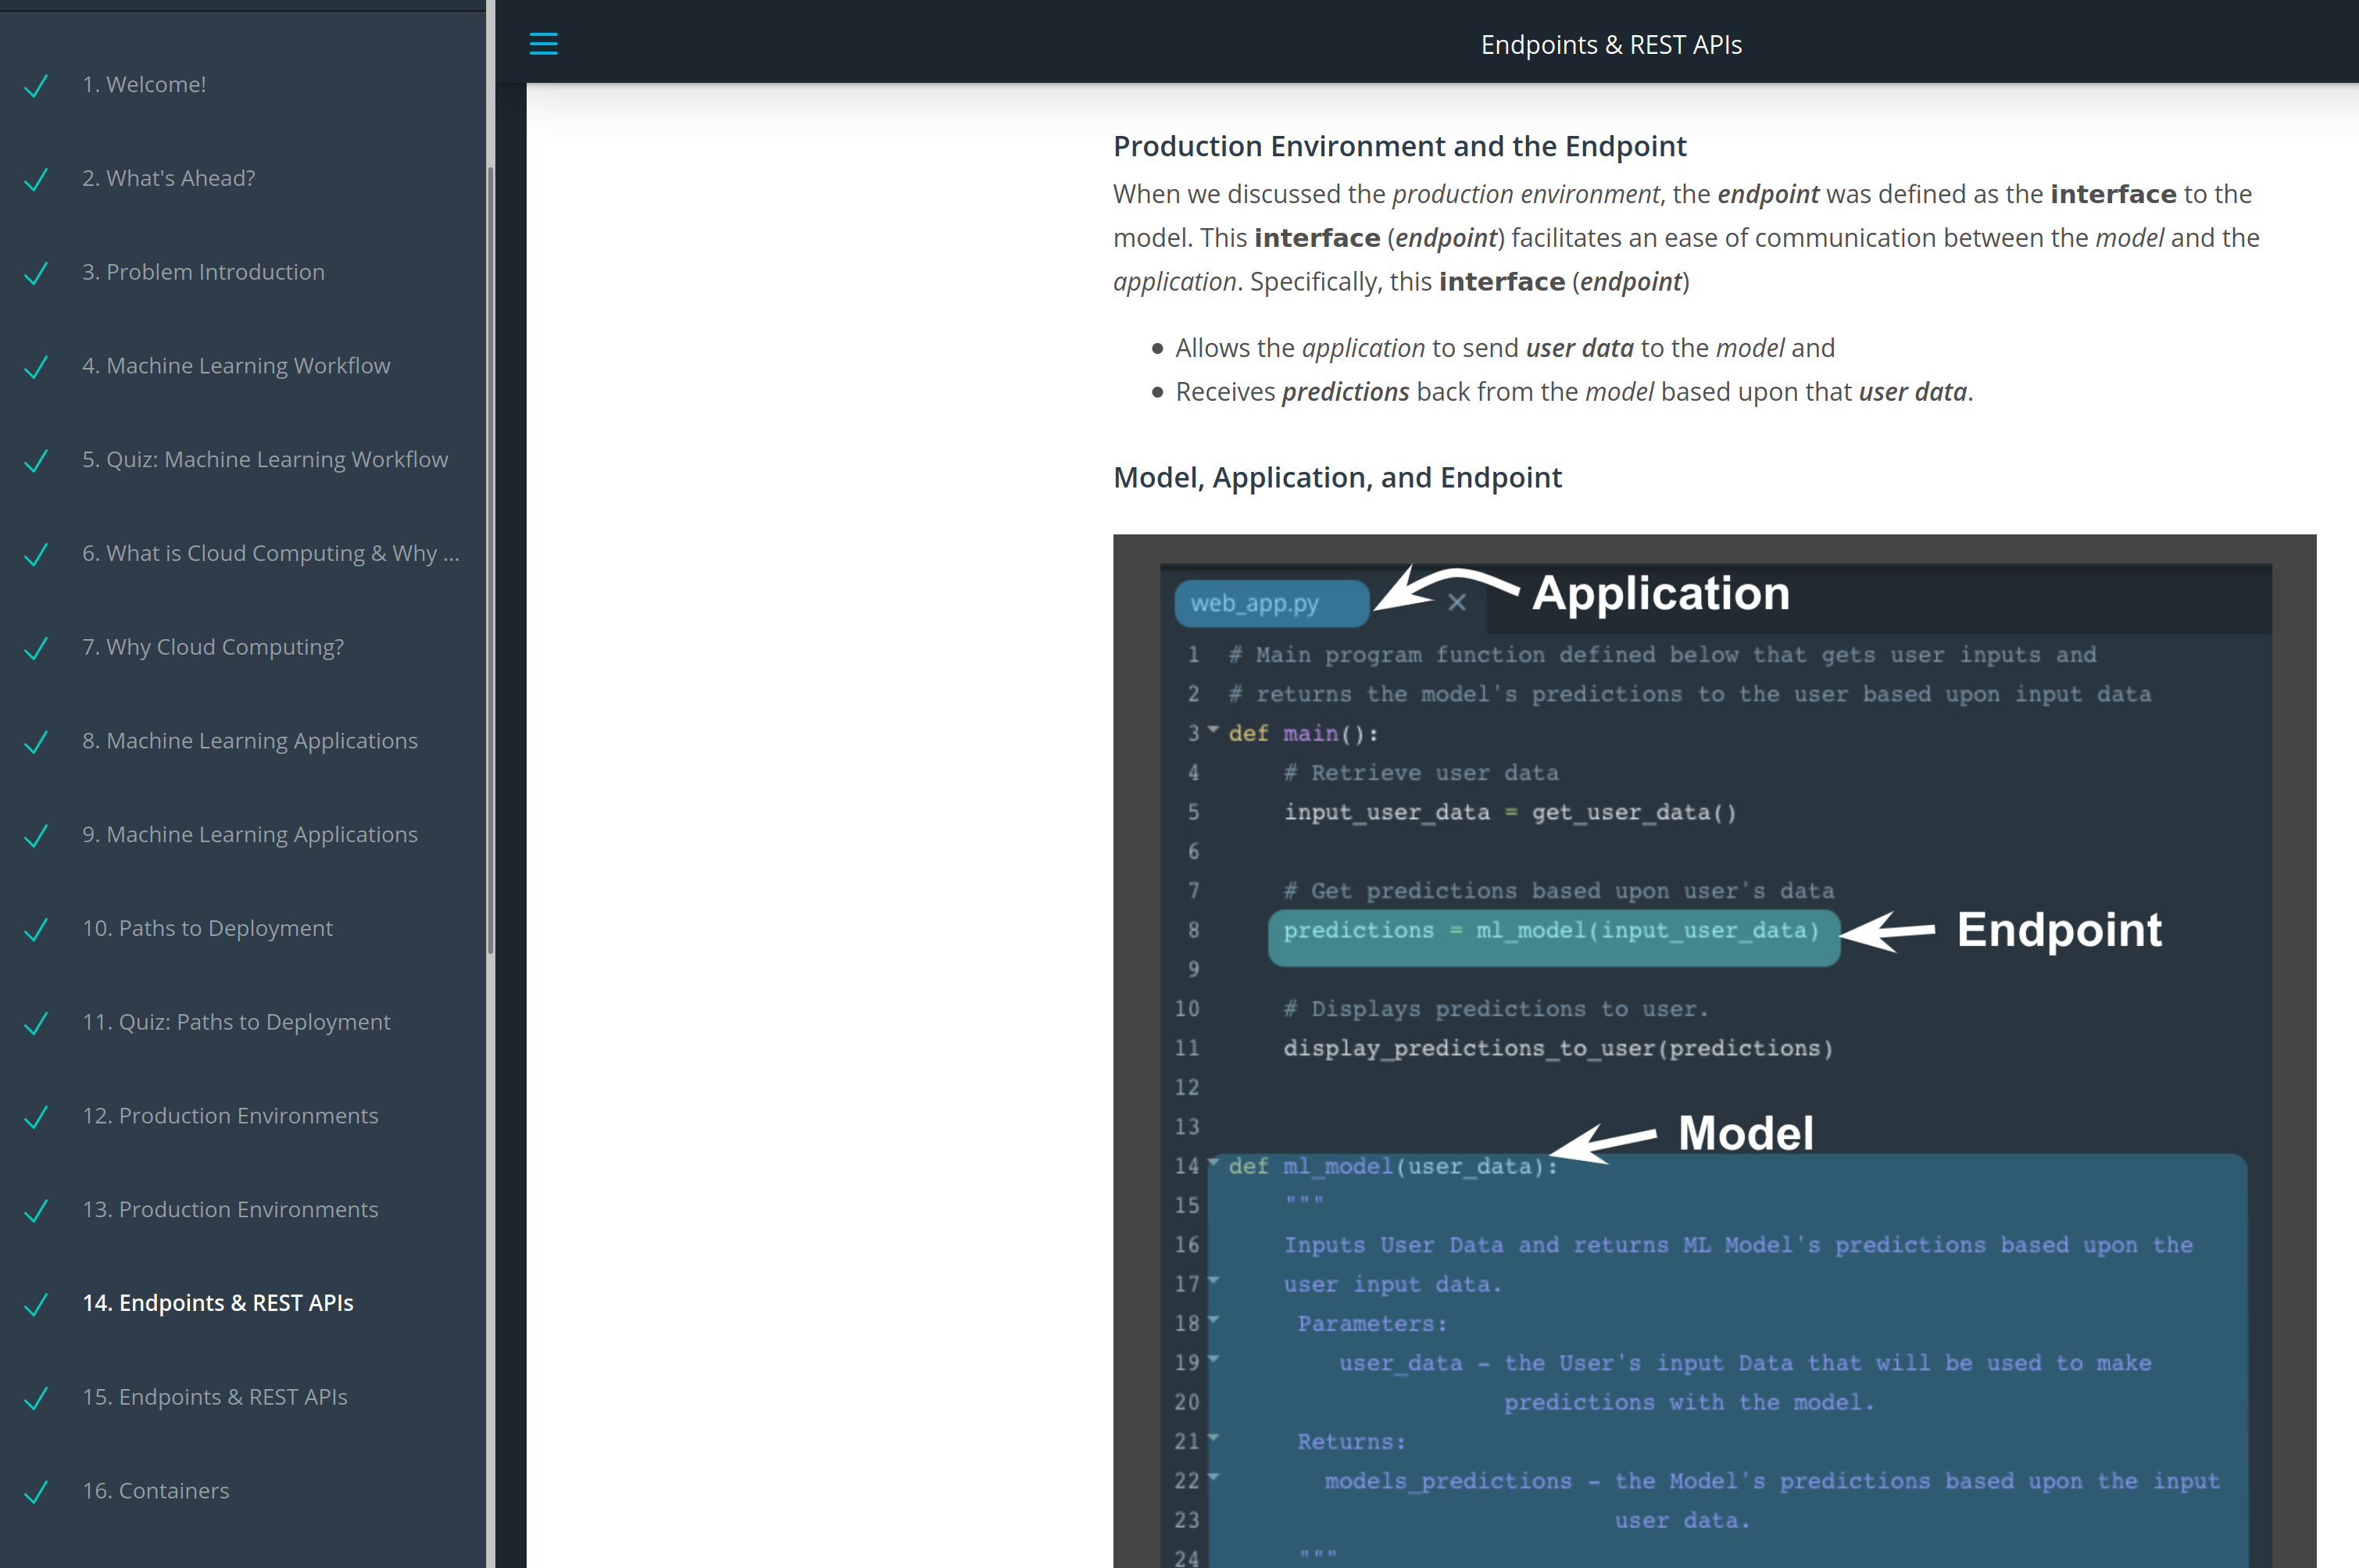 1. Welcome!
2. What's Ahead?
3. Problem Introduction
4. Machine Learning Workflow
5. Quiz: Machine Learning Workflow
6. What is Cloud Computing & Why ...
7. Why Cloud Computing?
8. Machine Learning Applications
9. Machine Learning Applications
10. Paths to Deployment
11. Quiz: Paths to Deployment
12. Production Environments
13. Production Environments
14. Endpoints & REST APIs
15. Endpoints & REST APIs
16. Containers
Endpoints & REST APIs
Production Environment and the Endpoint
When we discussed the production environment, the endpoint was defined as the interface to the
model. This interface (endpoint) facilitates an ease of communication between the model and the
application. Specifically, this interface (endpoint)
● Allows the application to send user data to the model and
● Receives predictions back from the model based upon that user data.
Model, Application, and Endpoint
web_app.py × Application
1 # Main program function defined below that gets user inputs and
2 # returns the model's predictions to the user based upon input data
3 def main():
4 # Retrieve user data
5 input_user_data = get_user_data()
6
7 # Get predictions based upon user's data
8 predictions = ml_model(input_user_data) Endpoint
9
10 # Displays predictions to user.
11 display_predictions_to_user(predictions)
12
13
Model
14 def ml_model(user_data):
15 """
16 Inputs User Data and returns ML Model's predictions based upon the
17 user input data.
18 Parameters:
19 user_data - the User's input Data that will be used to make
20 predictions with the model.
21 Returns:
22 models_predictions - the Model's predictions based upon the input
23 user data.
24 """